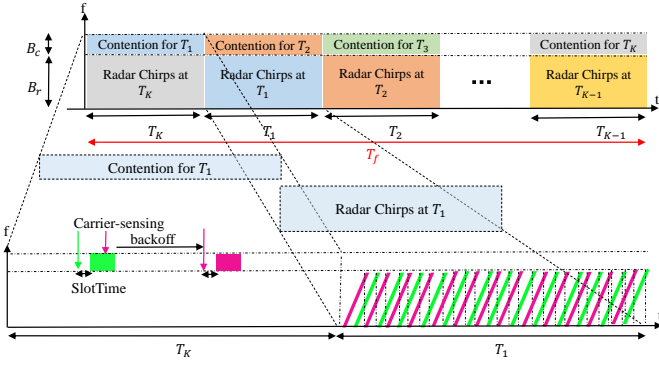 f
B_c
Contention for T_1
Contention for T_2
Contention for T_3
Contention for T_K
B_r
Radar Chirps at
T_K
Radar Chirps at
T_1
Radar Chirps at
T_2
...
Radar Chirps at
T_{K-1}
t
T_K
T_1
T_2
T_{K-1}
T_f
Contention for T_1
Radar Chirps at T_1
f
Carrier-sensing
backoff
SlotTime
t
T_K
T_1